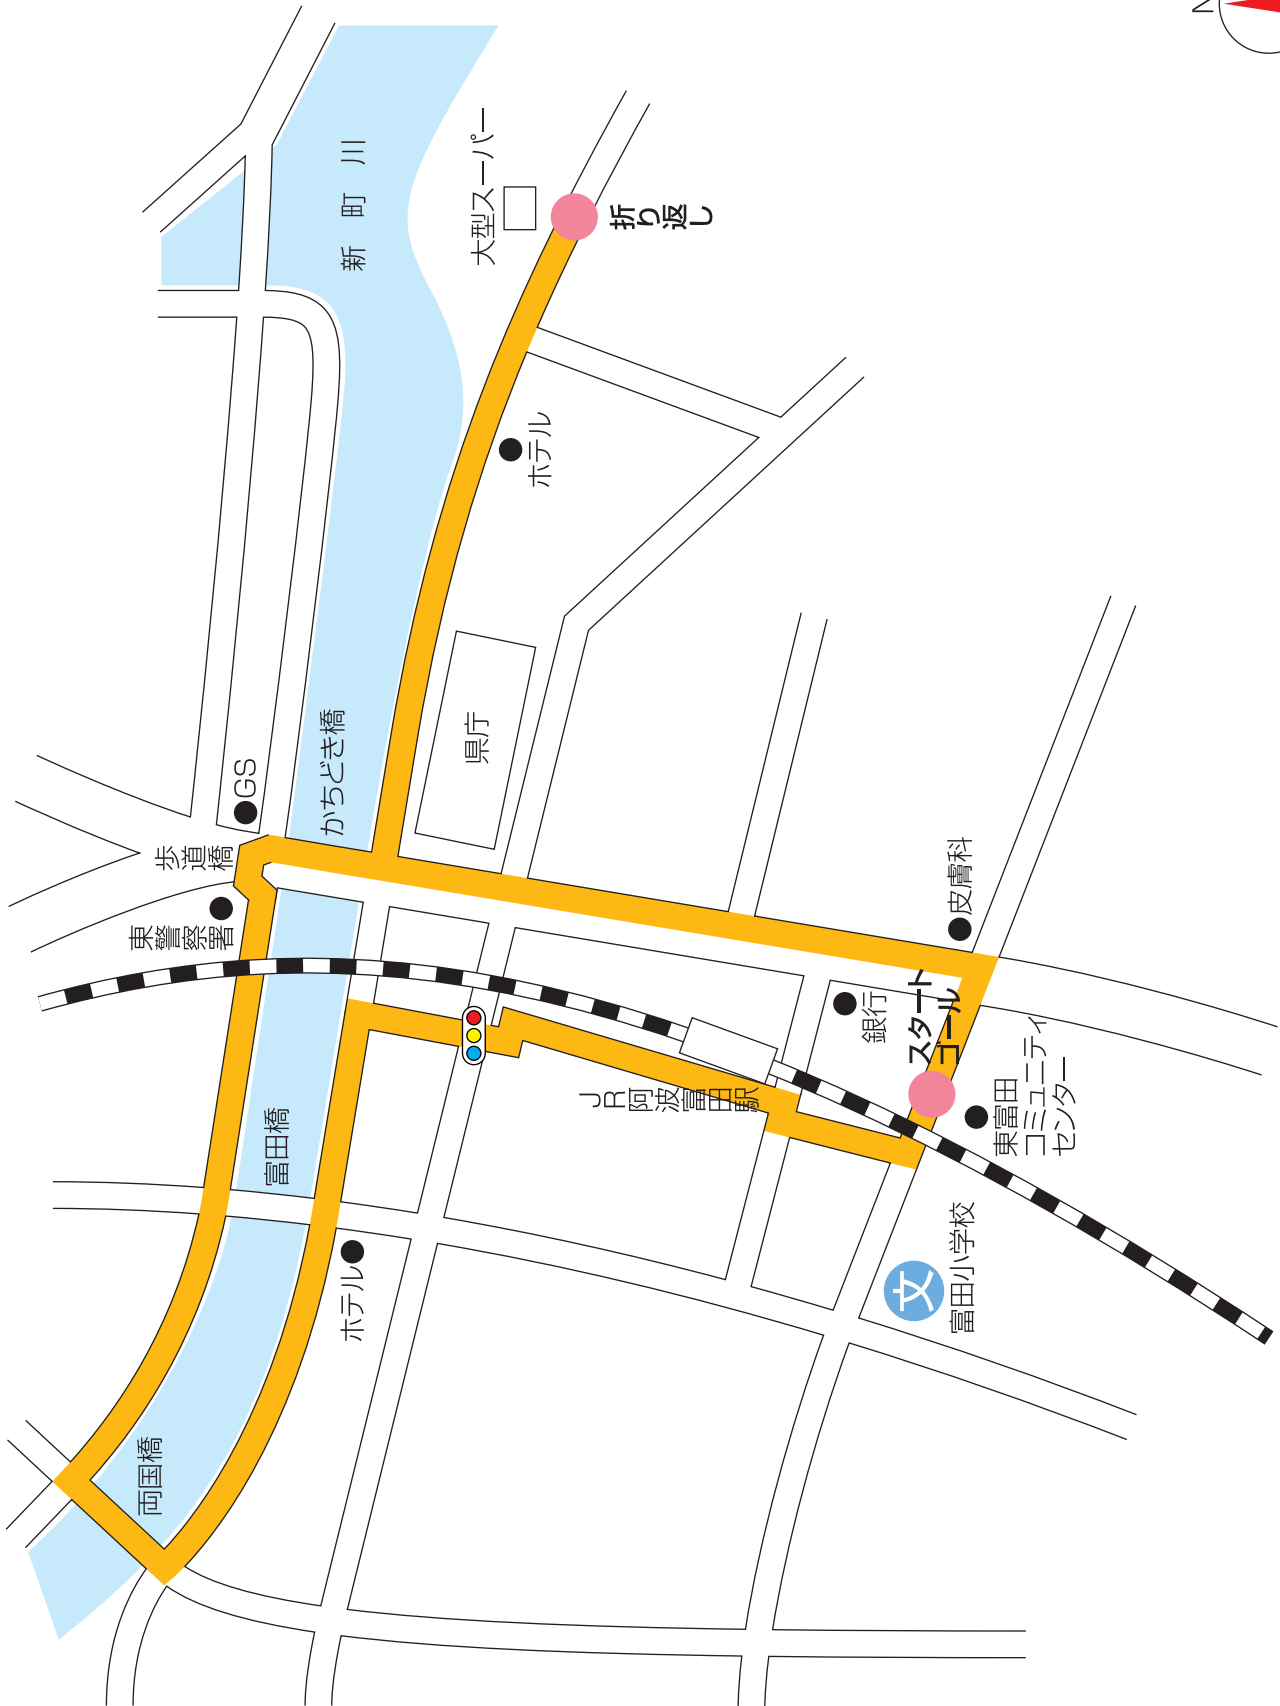 N
新町川
大型スーパー
折り返し
ホテル
県庁
かちどき橋
GS
歩道橋
東警察署
皮膚科
銀行
スタート
ゴール
東富田
コミュニティ
センター
JR阿波富田駅
富田橋
ホテル
文
富田小学校
両国橋